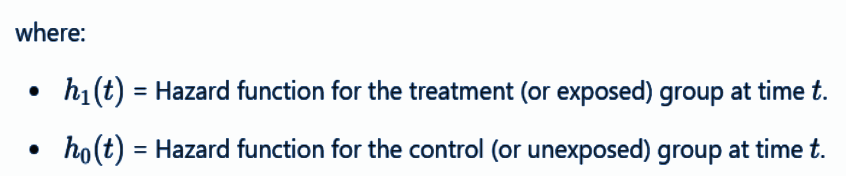 where:
• h₁(t) = Hazard function for the treatment (or exposed) group at time t.
• h₀(t) = Hazard function for the control (or unexposed) group at time t.